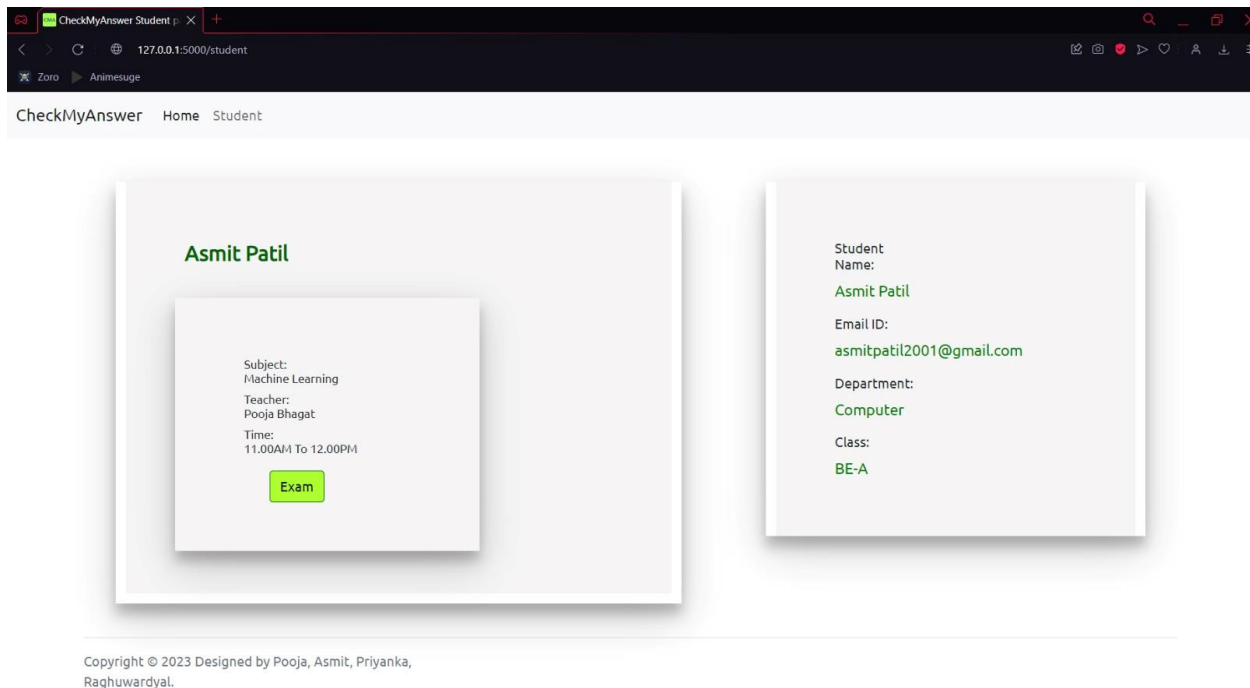 CMA CheckMyAnswer Student p
127.0.0.1:5000/student
Zoro Animesuge
CheckMyAnswer Home Student
Asmit Patil
Subject:
Machine Learning
Teacher:
Pooja Bhagat
Time:
11.00AM To 12.00PM
Exam
Student
Name:
Asmit Patil
Email ID:
asmitpatil2001@gmail.com
Department:
Computer
Class:
BE-A
Copyright © 2023 Designed by Pooja, Asmit, Priyanka,
Raghuwardyal.